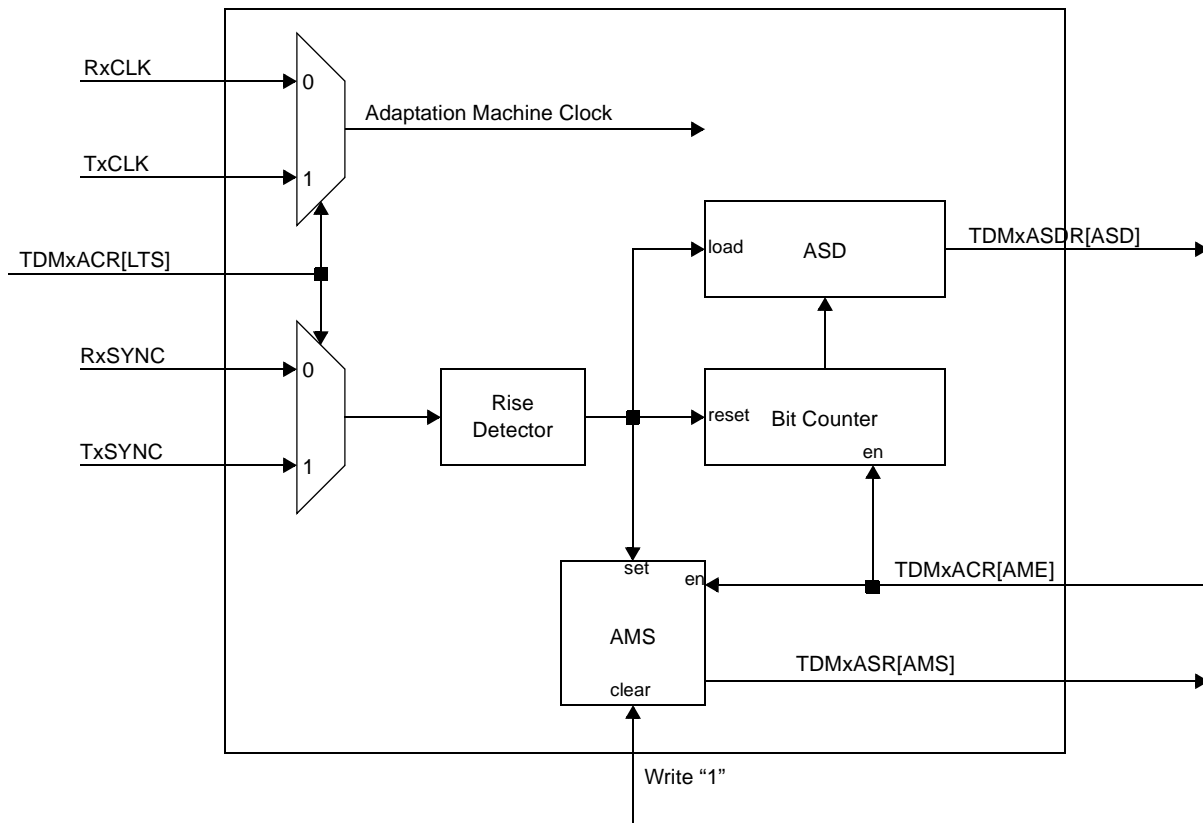 RxCLK
0
Adaptation Machine Clock
TxCLK
1
TDMxACR[LTS]
load
ASD
TDMxASDR[ASD]
RxSYNC
0
Rise
Detector
reset
Bit Counter
en
TxSYNC
1
set
en
TDMxACR[AME]
AMS
TDMxASR[AMS]
clear
Write “1”